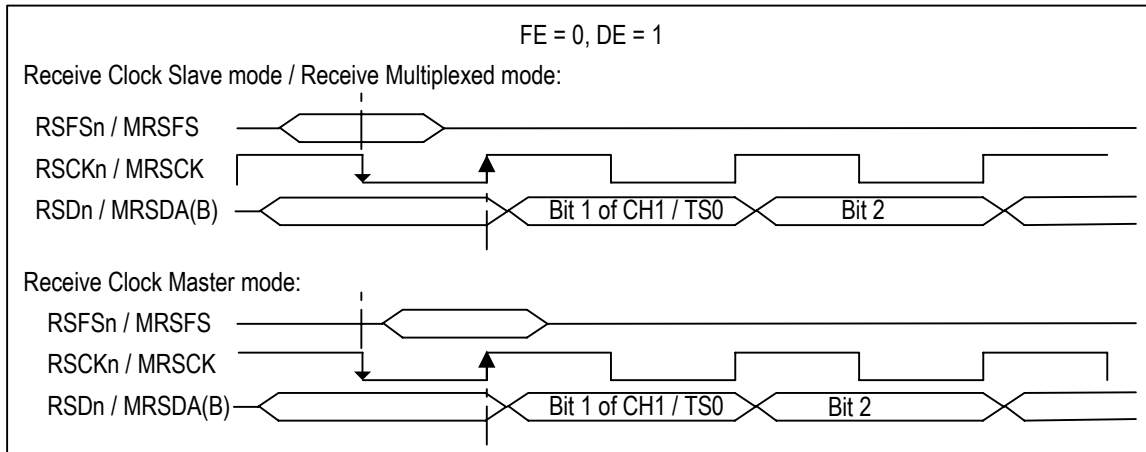 FE = 0, DE = 1
Receive Clock Slave mode / Receive Multiplexed mode:
RSFSn / MRSFS
RSCKn / MRSCK
RSDn / MRSDA(B)
Bit 1 of CH1 / TS0
Bit 2
Receive Clock Master mode:
RSFSn / MRSFS
RSCKn / MRSCK
RSDn / MRSDA(B)
Bit 1 of CH1 / TS0
Bit 2